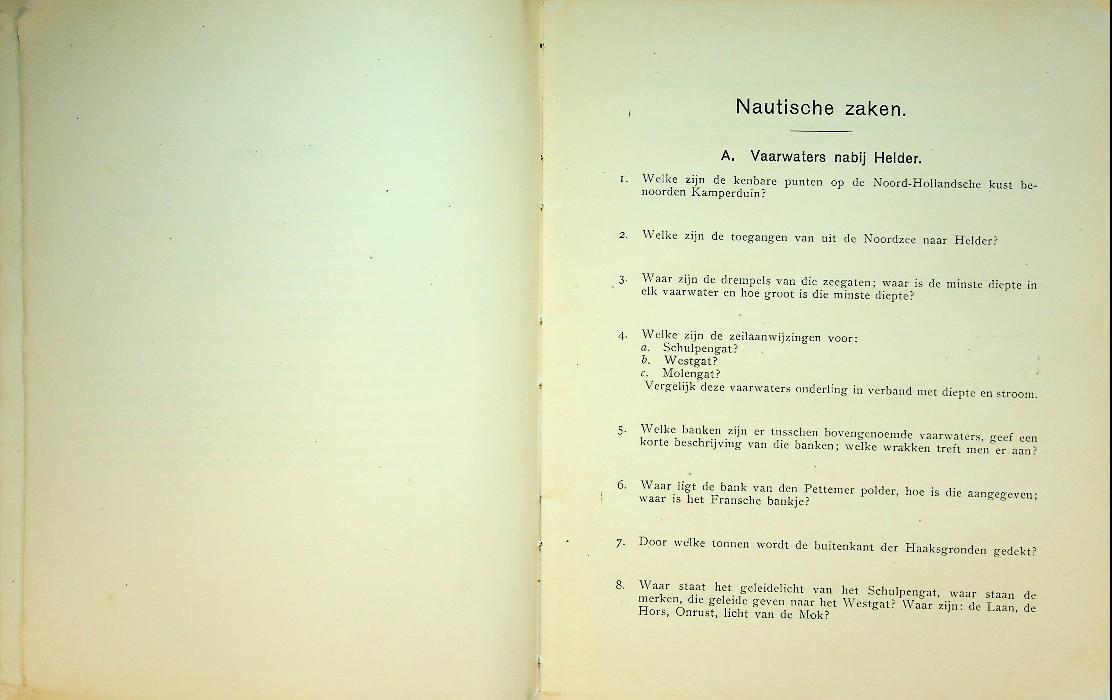 Nautische zaken.
A. Vaarwaters nabij Helder.
1. Welke zijn de kenbare punten op de Noord-Hollandsche kust be-
noorden Kamperduin?
2. Welke zijn de toegangen van uit de Noordzee naar Helder?
3. Waar zijn de drempels van die zeegaten; waar is de minste diepte in
elk vaarwater en hoe groot is die minste diepte?
4. Welke zijn de zeilaanwijzingen voor:
a. Schulpengat?
b. Westgat?
c. Molengat?
Vergelijk deze vaarwaters onderling in verband met diepte en stroom.
5. Welke banken zijn er tusschen bovengenoemde vaarwaters, geef een
korte beschrijving van die banken; welke wrakken treft men er aan?
6. Waar ligt de bank van den Pettemer polder, hoe is die aangegeven;
waar is het Fransche bankje?
7. Door welke tonnen wordt de buitenkant der Haaksgronden gedekt?
8. Waar staat het geleidelicht van het Schulpengat, waar staan de
merken, die geleide geven naar het Westgat? Waar zijn: de Laan, de
Hors, Onrust, licht van de Mok?